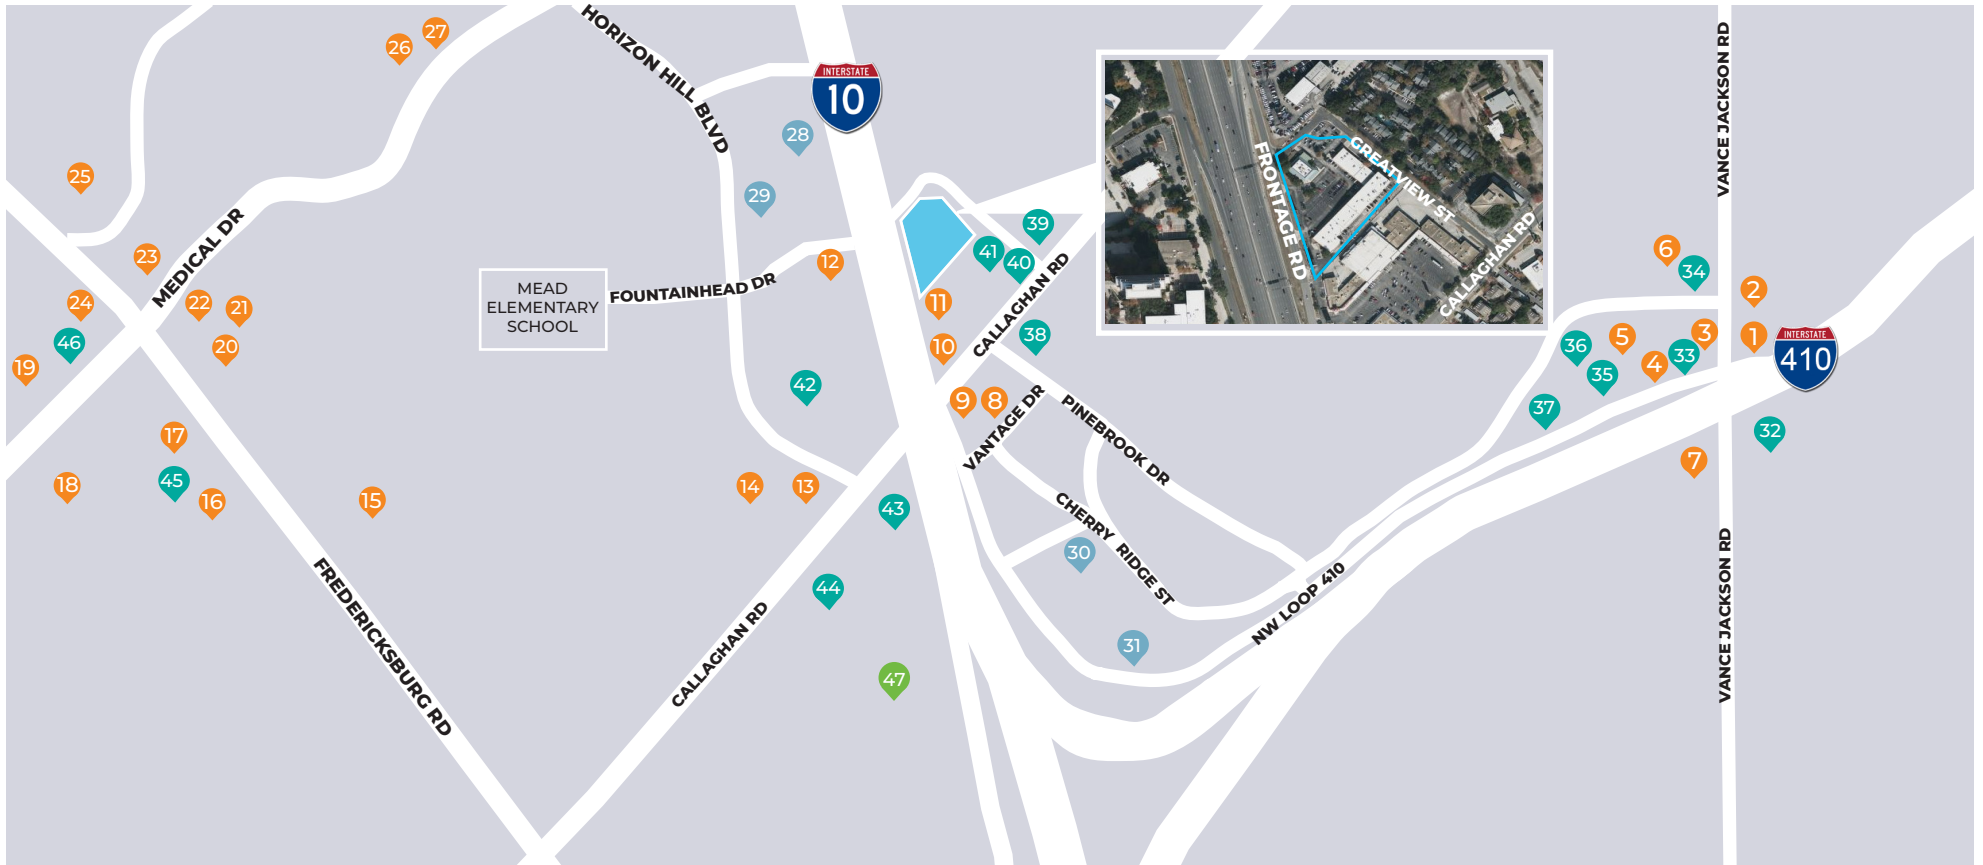 27
26
HORIZON HILL BLVD
INTERSTATE
10
28
29
25
23
MEDICAL DR
24
22
21
46
20
19
17
18
45
16
15
MEAD
ELEMENTARY
SCHOOL
FOUNTAINHEAD DR
12
11
10
41
40
39
CALLAGHAN RD
38
42
9
8
VANTAGE DR
PINEBROOK DR
14
13
43
CHERRY RIDGE ST
30
44
31
47
CALLAGHAN RD
FREDERICKSBURG RD
NW LOOP 410
FRONTAGE RD
GREATVIEW ST
CALLAGHAN RD
VANCE JACKSON RD
6
34
2
5
3
1
36
4
33
35
INTERSTATE
410
37
32
7
VANCE JACKSON RD